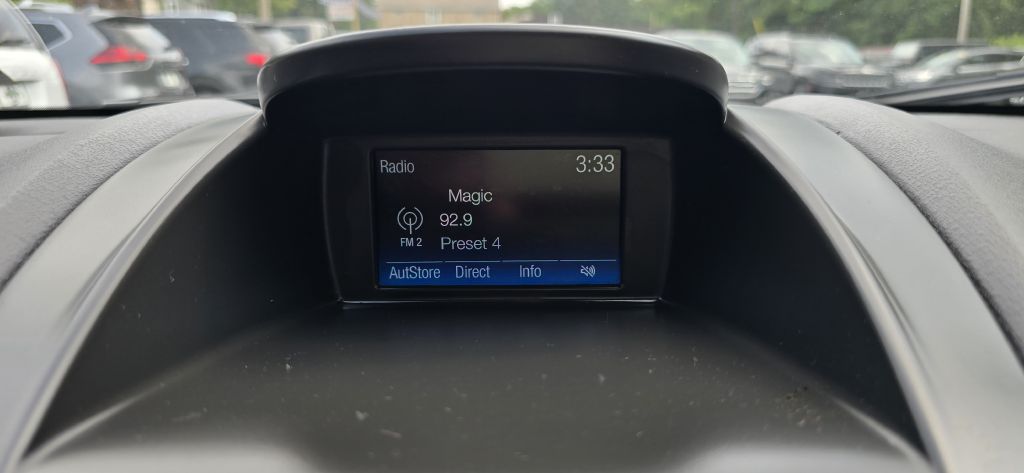 Radio 3:33
Magic
92.9
FM 2 Preset 4
AutStore Direct Info